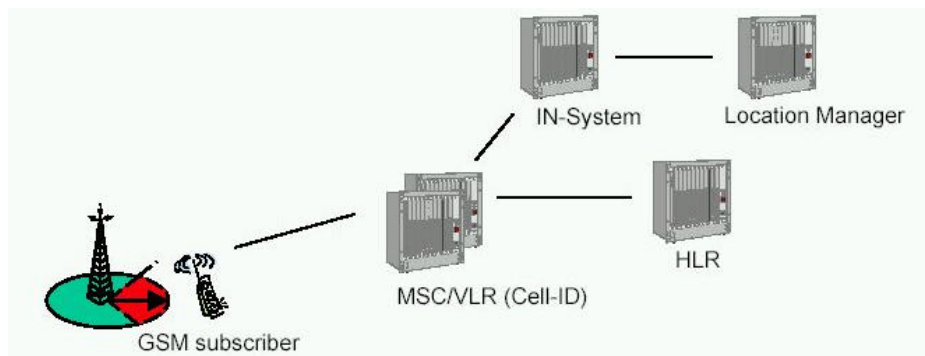 IN-System
Location Manager
MSC/VLR (Cell-ID)
HLR
GSM subscriber